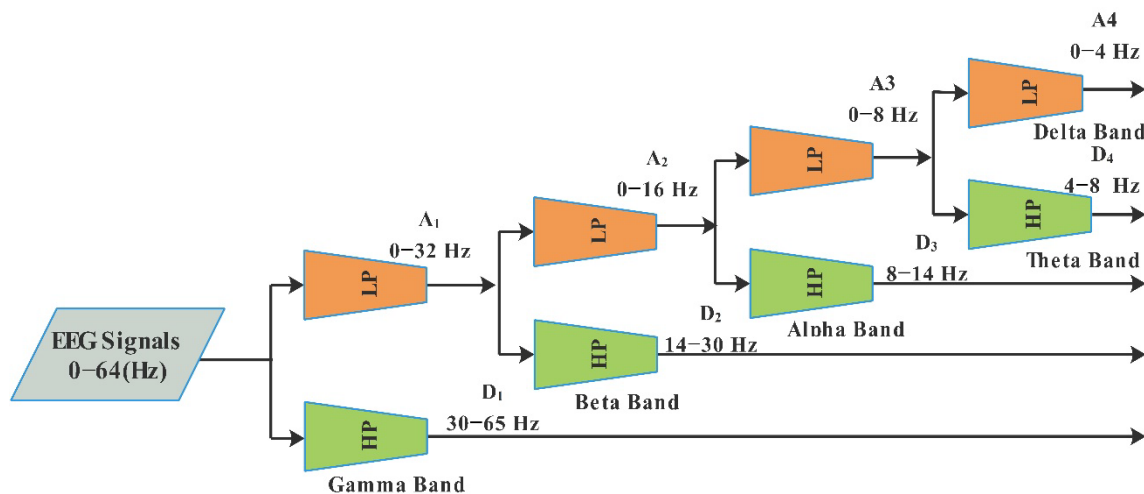 A4
0−4 Hz
LP
Delta Band
A3
0−8 Hz
LP
D₄
4−8 Hz
HP
Theta Band
A₂
0−16 Hz
LP
D₃
8−14 Hz
HP
Alpha Band
A₁
0−32 Hz
LP
D₂
14−30 Hz
HP
Beta Band
EEG Signals
0−64(Hz)
D₁
30−65 Hz
HP
Gamma Band